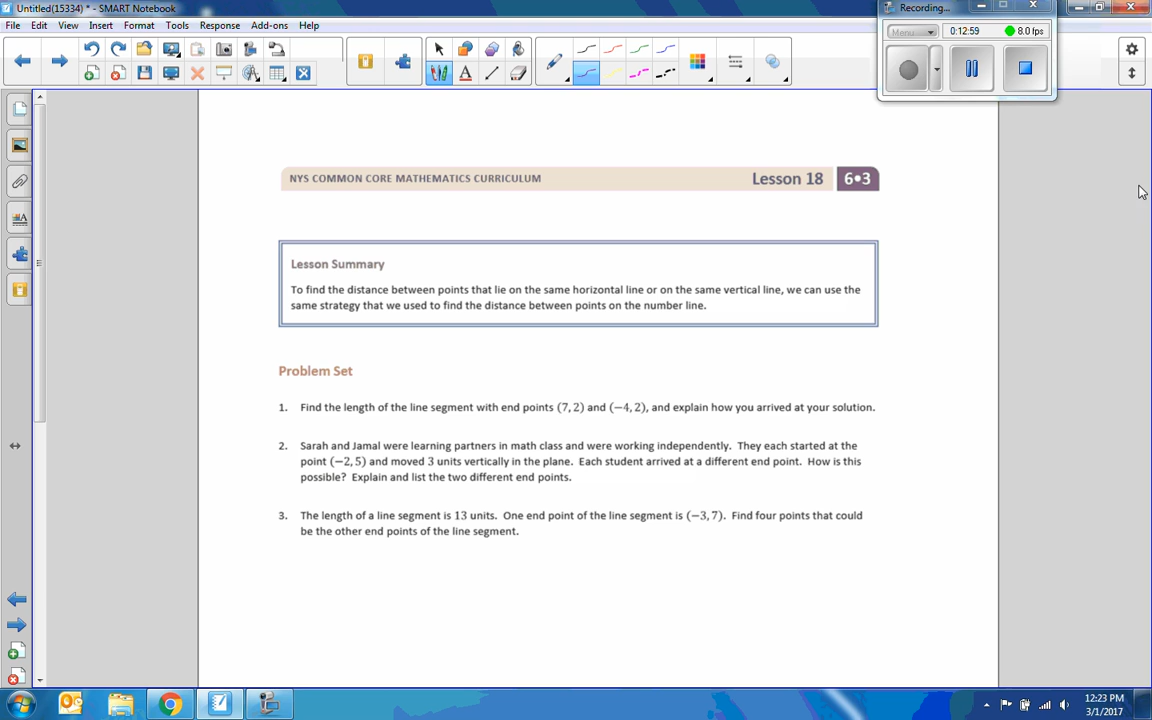 Untitled(15334) * - SMART Notebook
Recording...
File Edit View Insert Format Tools Response Add-ons Help
Menu 0:12:59 8.0 fps
NYS COMMON CORE MATHEMATICS CURRICULUM Lesson 18 6•3
Lesson Summary
To find the distance between points that lie on the same horizontal line or on the same vertical line, we can use the
same strategy that we used to find the distance between points on the number line.
Problem Set
1. Find the length of the line segment with end points (7, 2) and (−4, 2), and explain how you arrived at your solution.
2. Sarah and Jamal were learning partners in math class and were working independently. They each started at the
point (−2, 5) and moved 3 units vertically in the plane. Each student arrived at a different end point. How is this
possible? Explain and list the two different end points.
3. The length of a line segment is 13 units. One end point of the line segment is (−3, 7). Find four points that could
be the other end points of the line segment.
12:23 PM
3/1/2017